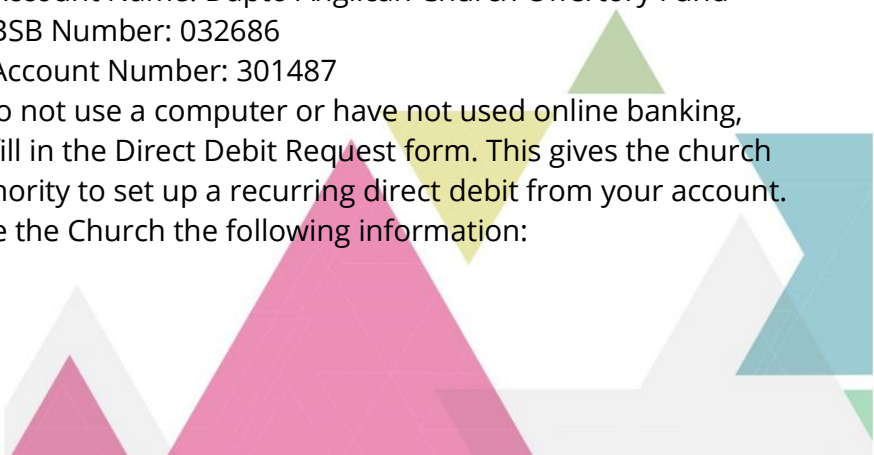 Account Name: Dapto Anglican Church Offertory Fund
BSB Number: 032686
Account Number: 301487
o not use a computer or have not used online banking,
ill in the Direct Debit Request form. This gives the church
hority to set up a recurring direct debit from your account.
e the Church the following information: